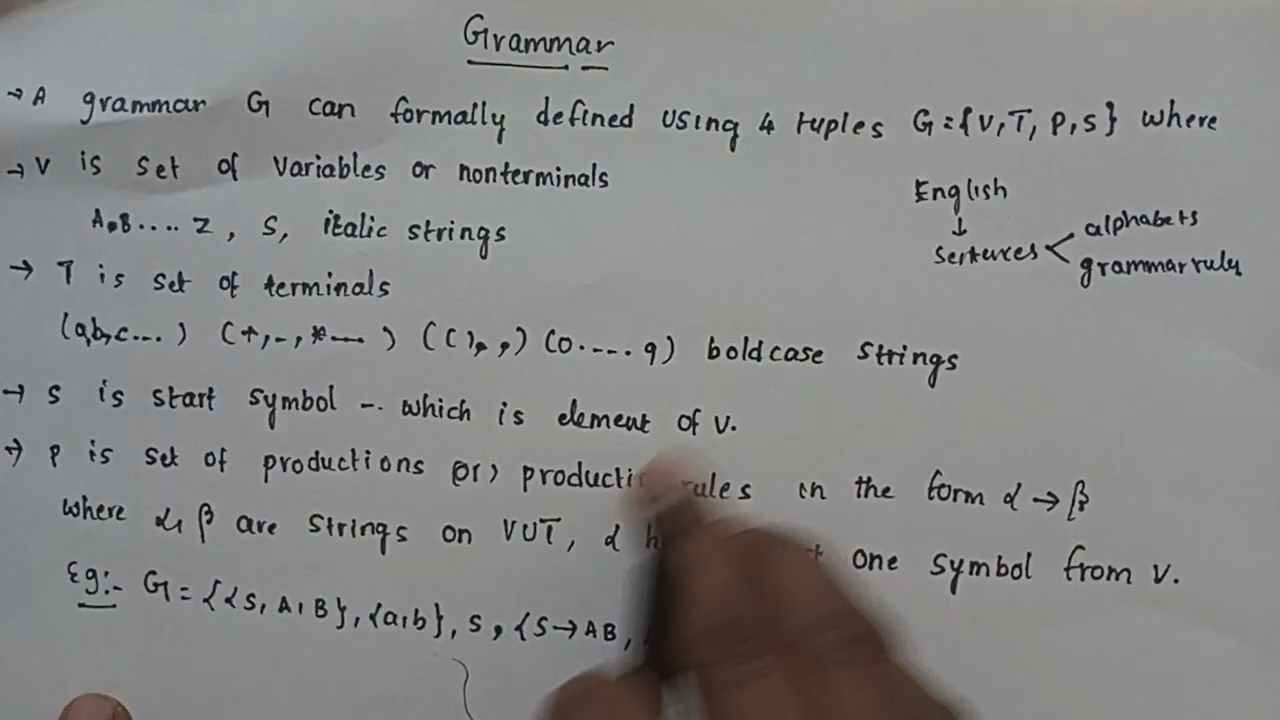 Grammar
→ A grammar G can formally defined using 4 tuples G={V,T,P,S} where
→ V is set of variables or nonterminals
A,B....Z, S, italic strings
English
↓
sentences < alphabets
grammar rules
→ T is set of terminals
(a,b,c...) (+,-,*--- ) (( ), , ,) (0.....9) boldcase strings
→ S is start symbol -. which is element of V.
→ P is set of productions (or) producti rules in the form α → β
where α, β are strings on VUT, α one symbol from V.
Eg:- G = {{S,A,B}, {a,b}, S, {S→AB,